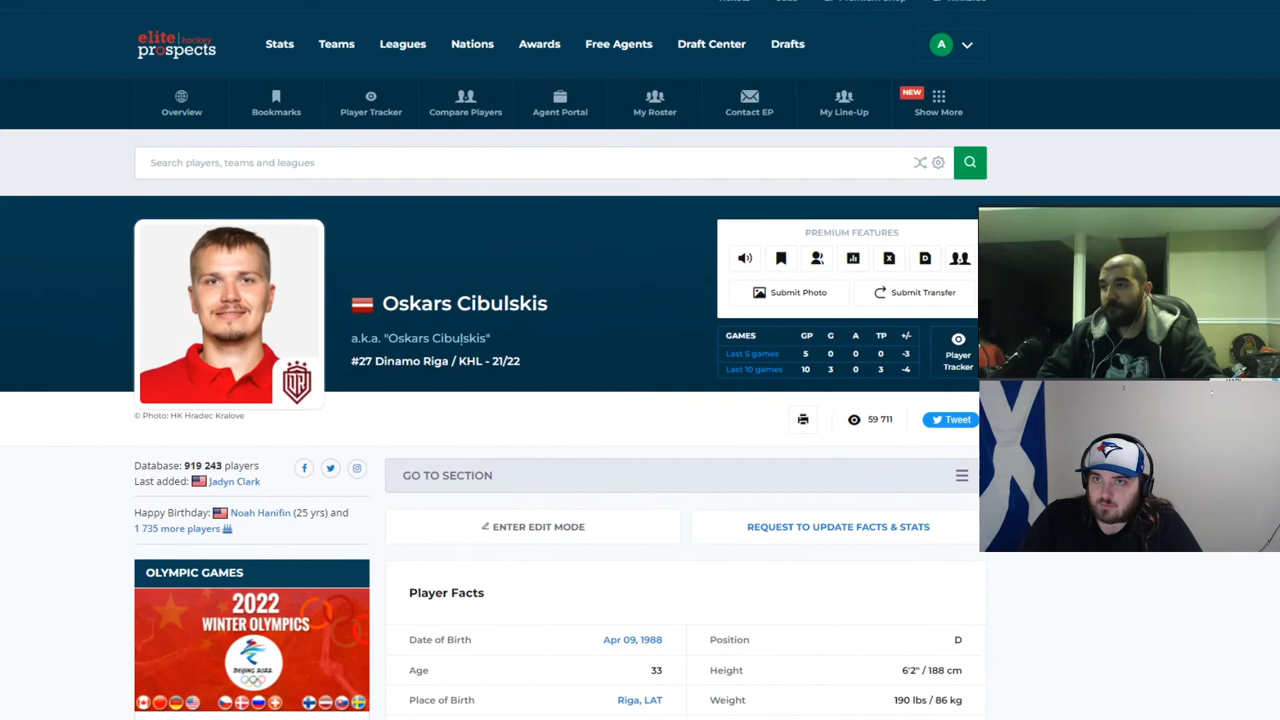 elite hockey
prospects
Stats Teams Leagues Nations Awards Free Agents Draft Center Drafts A
Overview Bookmarks Player Tracker Compare Players Agent Portal My Roster Contact EP My Line-Up NEW Show More
Search players, teams and leagues
PREMIUM FEATURES
X D
Submit Photo Submit Transfer
Oskars Cibulskis
a.k.a. "Oskars Cibuļskis"
#27 Dinamo Riga / KHL - 21/22
GAMES GP G A TP +/-
Last 5 games 5 0 0 0 -3
Last 10 games 10 3 0 3 -4
Player
Tracker
© Photo: HK Hradec Kralove
59 711
Tweet
Database: 919 243 players
Last added: Jadyn Clark
Happy Birthday: Noah Hanifin (25 yrs) and
1 735 more players
GO TO SECTION
ENTER EDIT MODE
REQUEST TO UPDATE FACTS & STATS
OLYMPIC GAMES
2022
WINTER OLYMPICS
BEIJING 2022
Player Facts
Date of Birth Apr 09, 1988 Position D
Age 33 Height 6'2" / 188 cm
Place of Birth Riga, LAT Weight 190 lbs / 86 kg